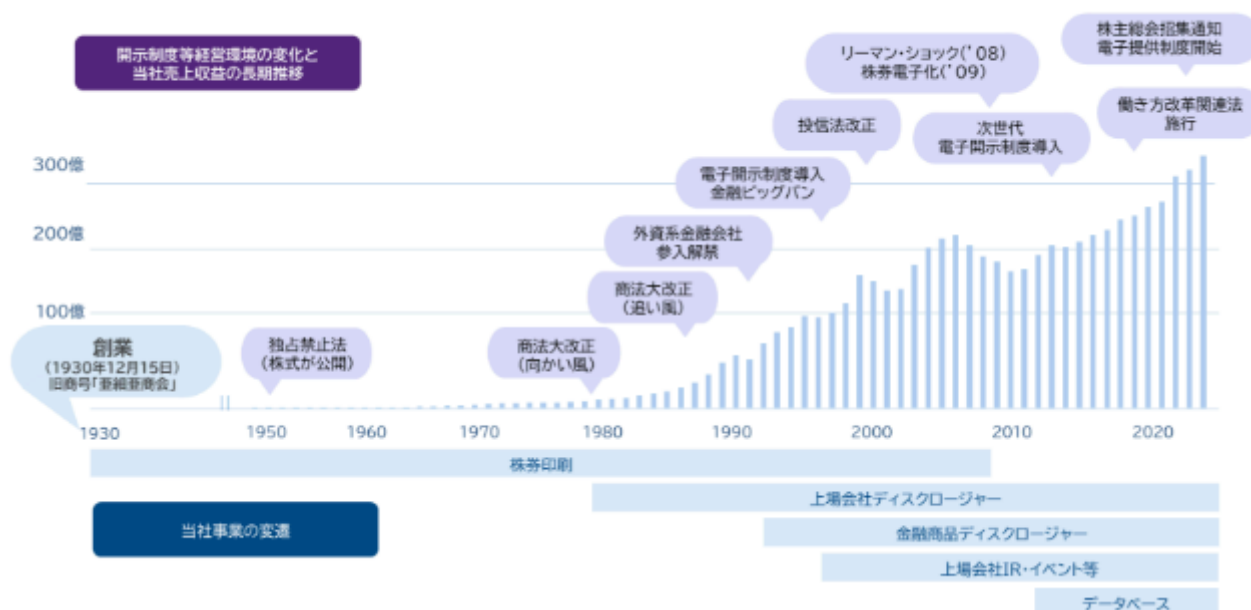 開示制度等経営環境の変化と
当社売上収益の長期推移
株主総会招集通知
電子提供制度開始
リーマン・ショック('08)
株券電子化('09)
働き方改革関連法
施行
投信法改正
次世代
電子開示制度導入
電子開示制度導入
金融ビッグバン
外資系金融会社
参入解禁
商法大改正
(追い風)
商法大改正
(向かい風)
独占禁止法
(株式が公開)
創業
(1930年12月15日)
旧商号「亜細亜商会」
300億
200億
100億
1930 1950 1960 1970 1980 1990 2000 2010 2020
株券印刷
上場会社ディスクロージャー
当社事業の変遷
金融商品ディスクロージャー
上場会社IR・イベント等
データベース